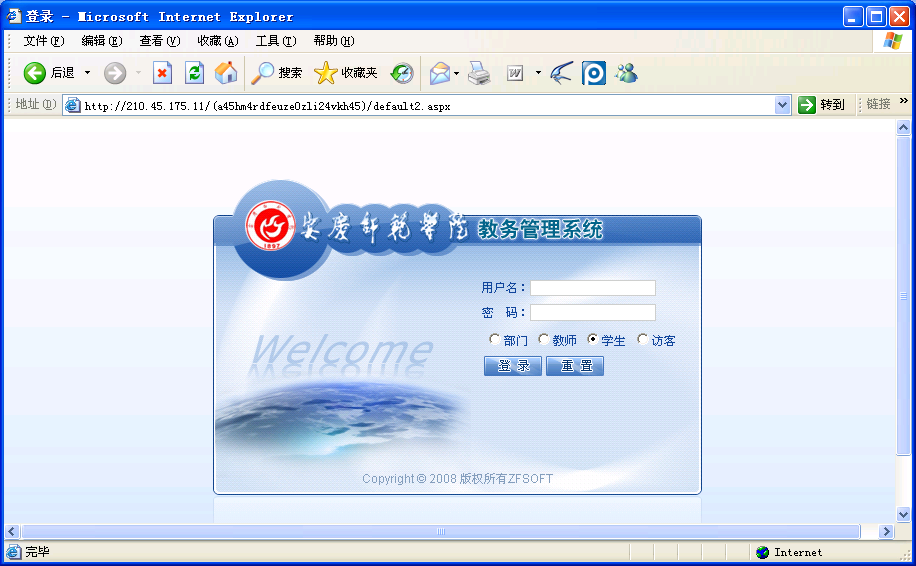 登录 - Microsoft Internet Explorer
文件(F) 编辑(E) 查看(V) 收藏(A) 工具(T) 帮助(H)
后退 搜索 收藏夹
地址(D) http://210.45.175.11/(a45hm4rdfeuze0zli24vkh45)/default2.aspx 转到 链接 »
安庆师范学院 教务管理系统
1897
用户名:
密 码:
部门 教师 学生 访客
登 录 重 置
Welcome
Copyright © 2008 版权所有ZFSOFT
完毕 Internet